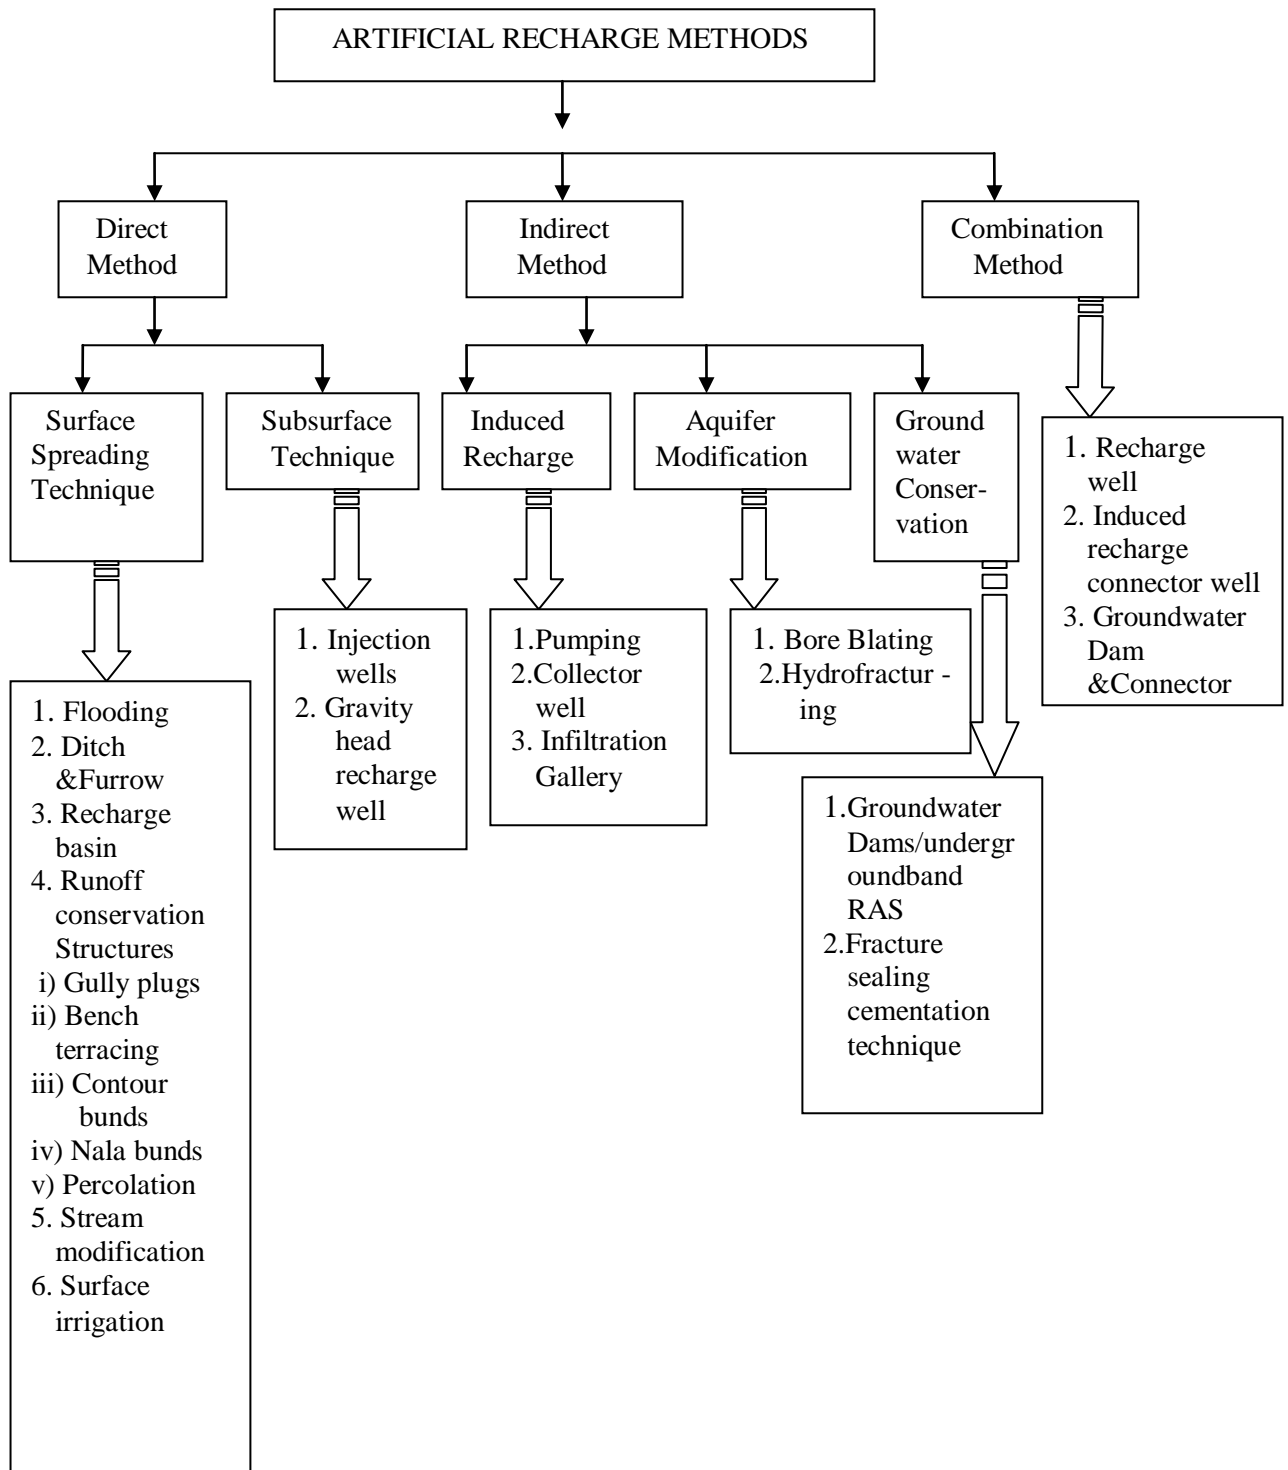 ARTIFICIAL RECHARGE METHODS
Direct
Method
Indirect
Method
Combination
Method
Surface
Spreading
Technique
Subsurface
Technique
Induced
Recharge
Aquifer
Modification
Ground
water
Conser-
vation
1. Recharge
well
2. Induced
recharge
connector well
3. Groundwater
Dam
&Connector
1. Flooding
2. Ditch
&Furrow
3. Recharge
basin
4. Runoff
conservation
Structures
i) Gully plugs
ii) Bench
terracing
iii) Contour
bunds
iv) Nala bunds
v) Percolation
5. Stream
modification
6. Surface
irrigation
1. Injection
wells
2. Gravity
head
recharge
well
1.Pumping
2.Collector
well
3. Infiltration
Gallery
1. Bore Blating
2.Hydrofractur -
ing
1.Groundwater
Dams/undergr
oundband
RAS
2.Fracture
sealing
cementation
technique